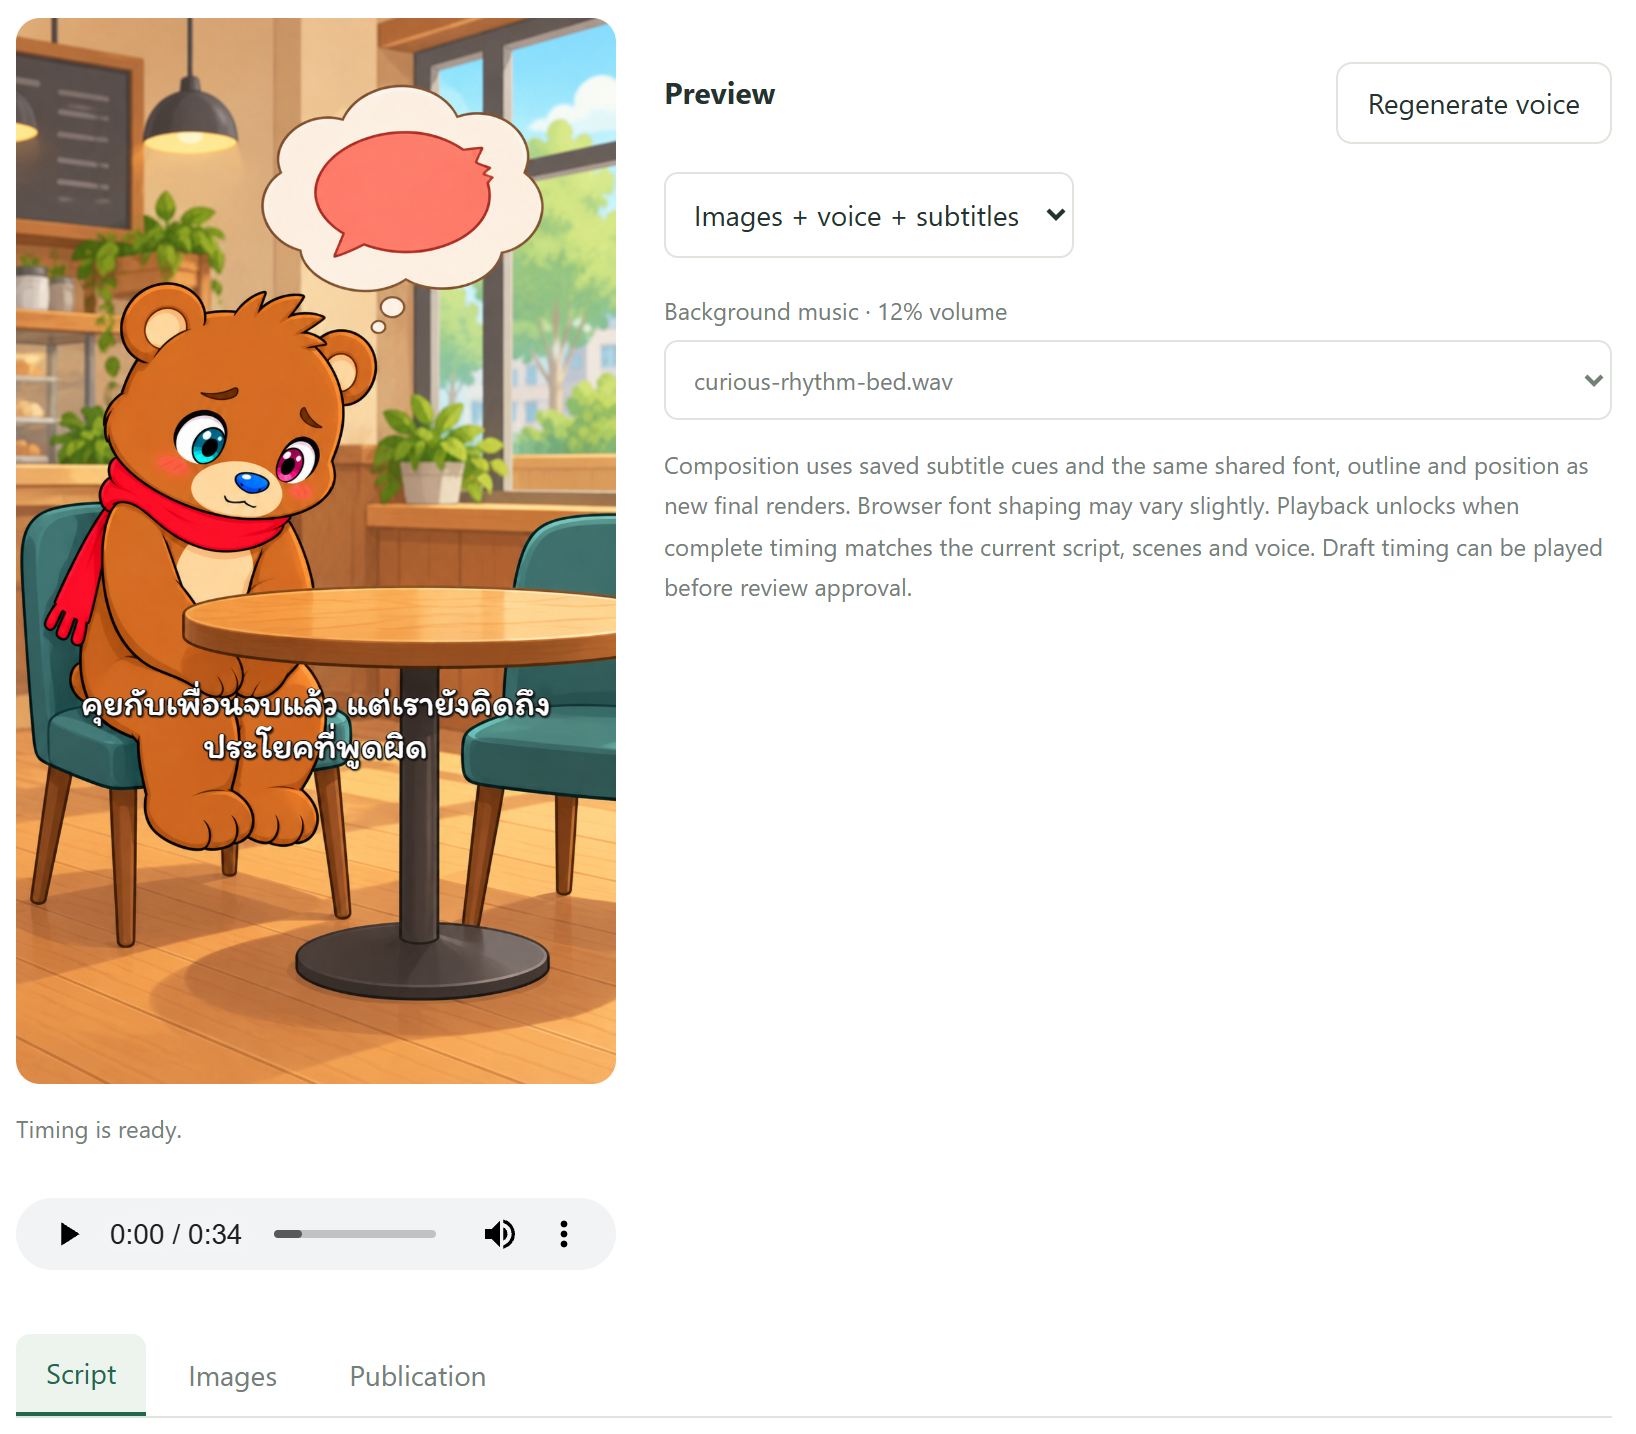 Preview
Regenerate voice
Images + voice + subtitles
Background music · 12% volume
curious-rhythm-bed.wav
Composition uses saved subtitle cues and the same shared font, outline and position as
new final renders. Browser font shaping may vary slightly. Playback unlocks when
complete timing matches the current script, scenes and voice. Draft timing can be played
before review approval.
คุยกับเพื่อนจบแล้ว แต่เรายังคิดถึง
ประโยคที่พูดผิด
Timing is ready.
0:00 / 0:34
Script
Images
Publication